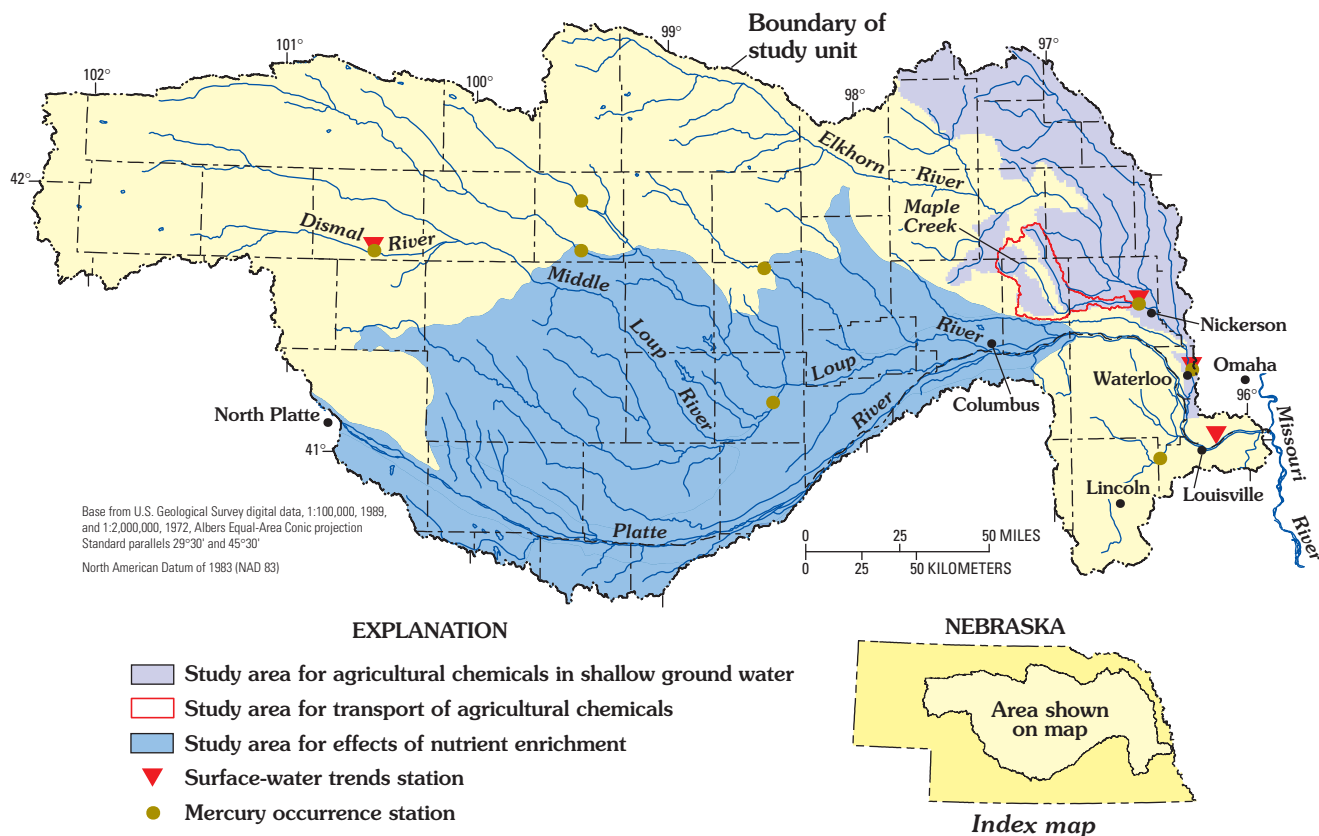 Boundary of
study unit
99°
97°
101°
102°
100°
98°
42°
Elkhorn
River
Maple
Creek
Dismal
River
Middle
Nickerson
Loup
River
River
Loup
Waterloo
Omaha
96°
Columbus
River
North Platte
Missouri
River
41°
Lincoln
Louisville
Platte
Base from U.S. Geological Survey digital data, 1:100,000, 1989,
and 1:2,000,000, 1972, Albers Equal-Area Conic projection
Standard parallels 29°30' and 45°30'
North American Datum of 1983 (NAD 83)
0 25 50 MILES
0 25 50 KILOMETERS
EXPLANATION
Study area for agricultural chemicals in shallow ground water
Study area for transport of agricultural chemicals
Study area for effects of nutrient enrichment
Surface-water trends station
Mercury occurrence station
NEBRASKA
Area shown
on map
Index map